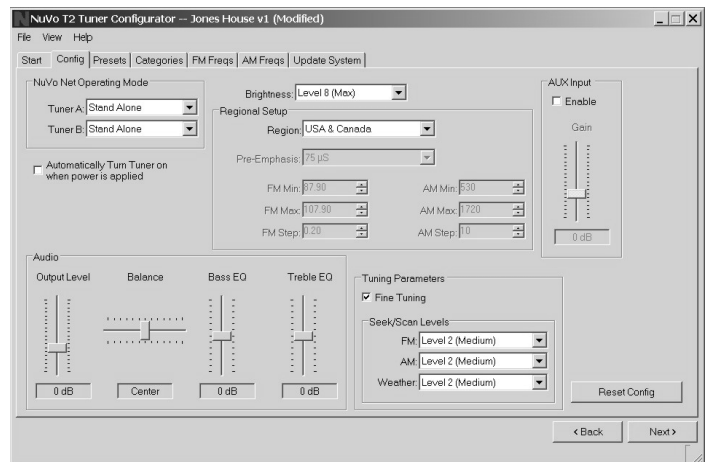 NuVo T2 Tuner Configurator -- Jones House v1 (Modified)
File View Help
Start Config Presets Categories FM Freqs AM Freqs Update System
NuVo Net Operating Mode
Tuner A: Stand Alone
Tuner B: Stand Alone
Automatically Turn Tuner on
when power is applied
Brightness: Level 8 (Max)
Regional Setup
Region: USA & Canada
Pre-Emphasis: 75 µS
FM Min: 87.90 AM Min: 530
FM Max: 107.90 AM Max: 1720
FM Step: 0.20 AM Step: 10
AUX Input
Enable
Gain
0 dB
Audio
Output Level Balance Bass EQ Treble EQ
0 dB Center 0 dB 0 dB
Tuning Parameters
Fine Tuning
Seek/Scan Levels
FM: Level 2 (Medium)
AM: Level 2 (Medium)
Weather: Level 2 (Medium)
Reset Config
< Back Next >